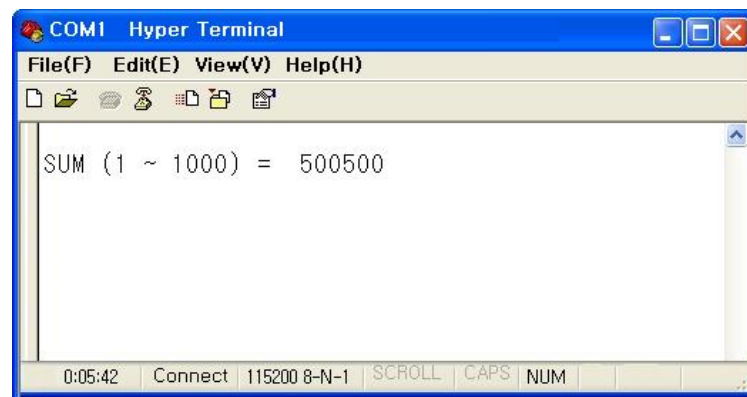 COM1 Hyper Terminal
File(F) Edit(E) View(V) Help(H)
SUM (1 ~ 1000) = 500500
0:05:42 Connect 115200 8-N-1 SCROLL CAPS NUM